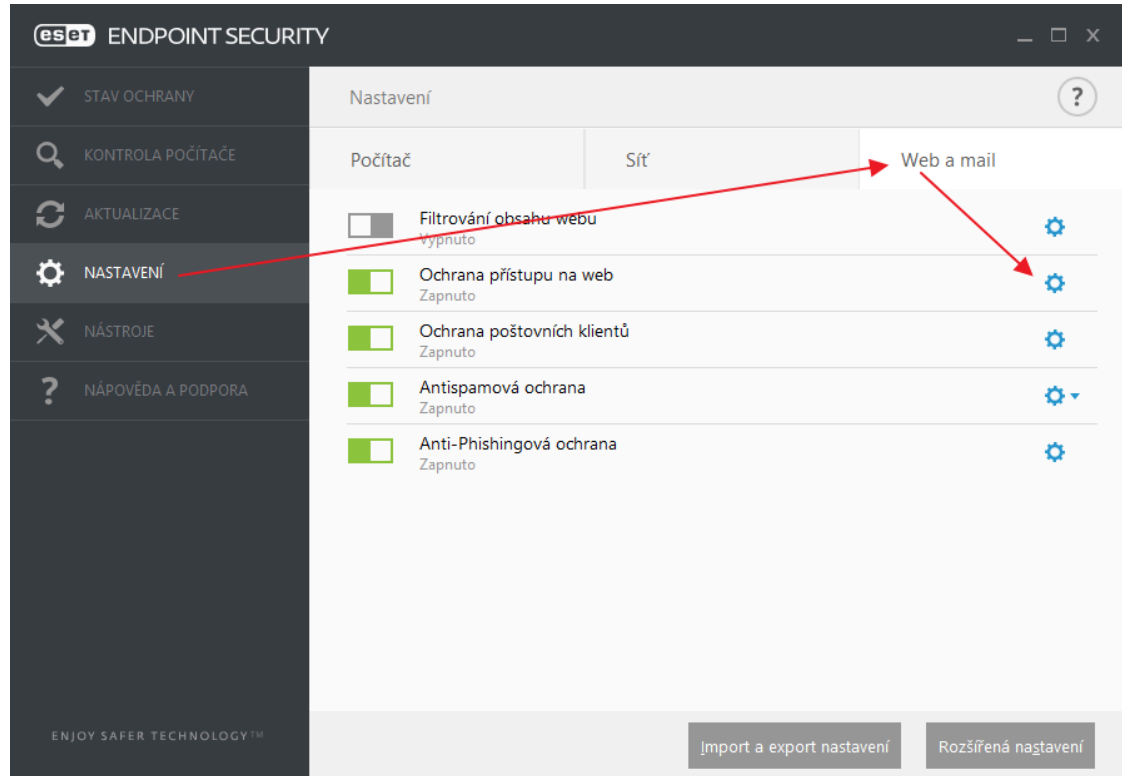 eset ENDPOINT SECURITY
STAV OCHRANY
KONTROLA POČÍTAČE
AKTUALIZACE
NASTAVENÍ
NÁSTROJE
NÁPOVĚDA A PODPORA
ENJOY SAFER TECHNOLOGY™
Nastavení
?
Počítač
Síť
Web a mail
Filtrování obsahu webu
Vypnuto
Ochrana přístupu na web
Zapnuto
Ochrana poštovních klientů
Zapnuto
Antispamová ochrana
Zapnuto
Anti-Phishingová ochrana
Zapnuto
Import a export nastavení
Rozšířená nastavení